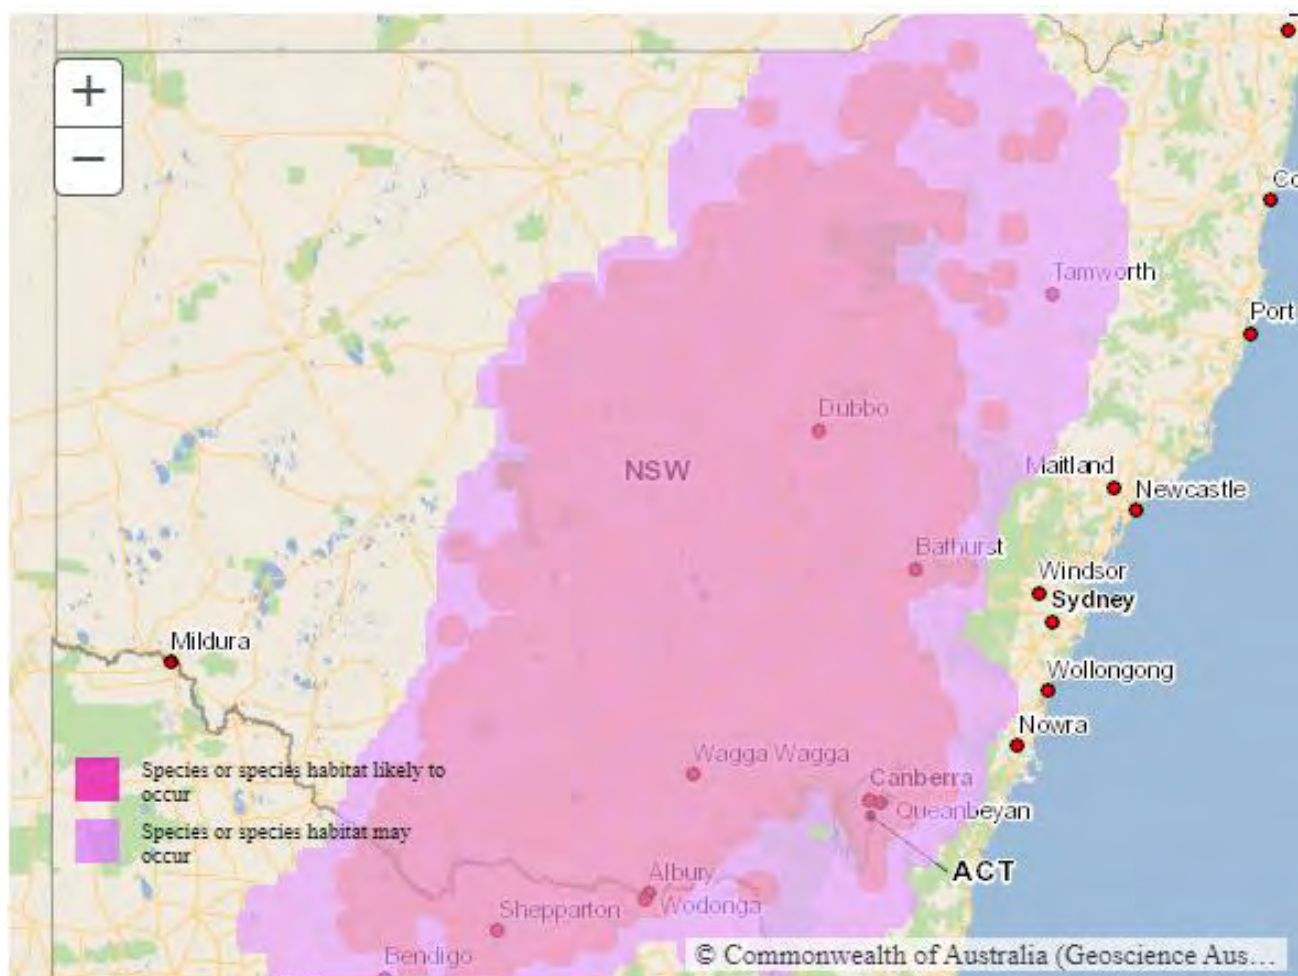 +
−
Co
Tamworth
Port
Dubbo
NSW
Maitland
Newcastle
Bathurst
Windsor
Sydney
Mildura
Wollongong
Nowra
Wagga Wagga
Canberra
Queanbeyan
Species or species habitat likely to
occur
Species or species habitat may
occur
ACT
Albury
Wodonga
Shepparton
Bendigo
© Commonwealth of Australia (Geoscience Aus…